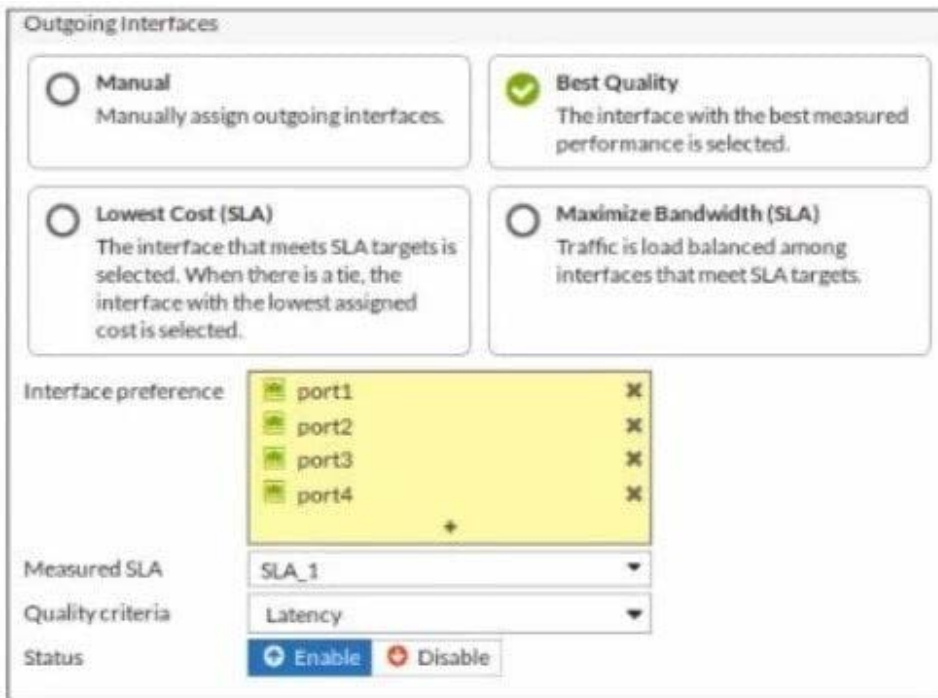 Outgoing Interfaces
Manual
Manually assign outgoing interfaces.
Best Quality
The interface with the best measured
performance is selected.
Lowest Cost (SLA)
The interface that meets SLA targets is
selected. When there is a tie, the
interface with the lowest assigned
cost is selected.
Maximize Bandwidth (SLA)
Traffic is load balanced among
interfaces that meet SLA targets.
Interface preference
port1
port2
port3
port4
+
Measured SLA SLA_1
Quality criteria Latency
Status Enable Disable